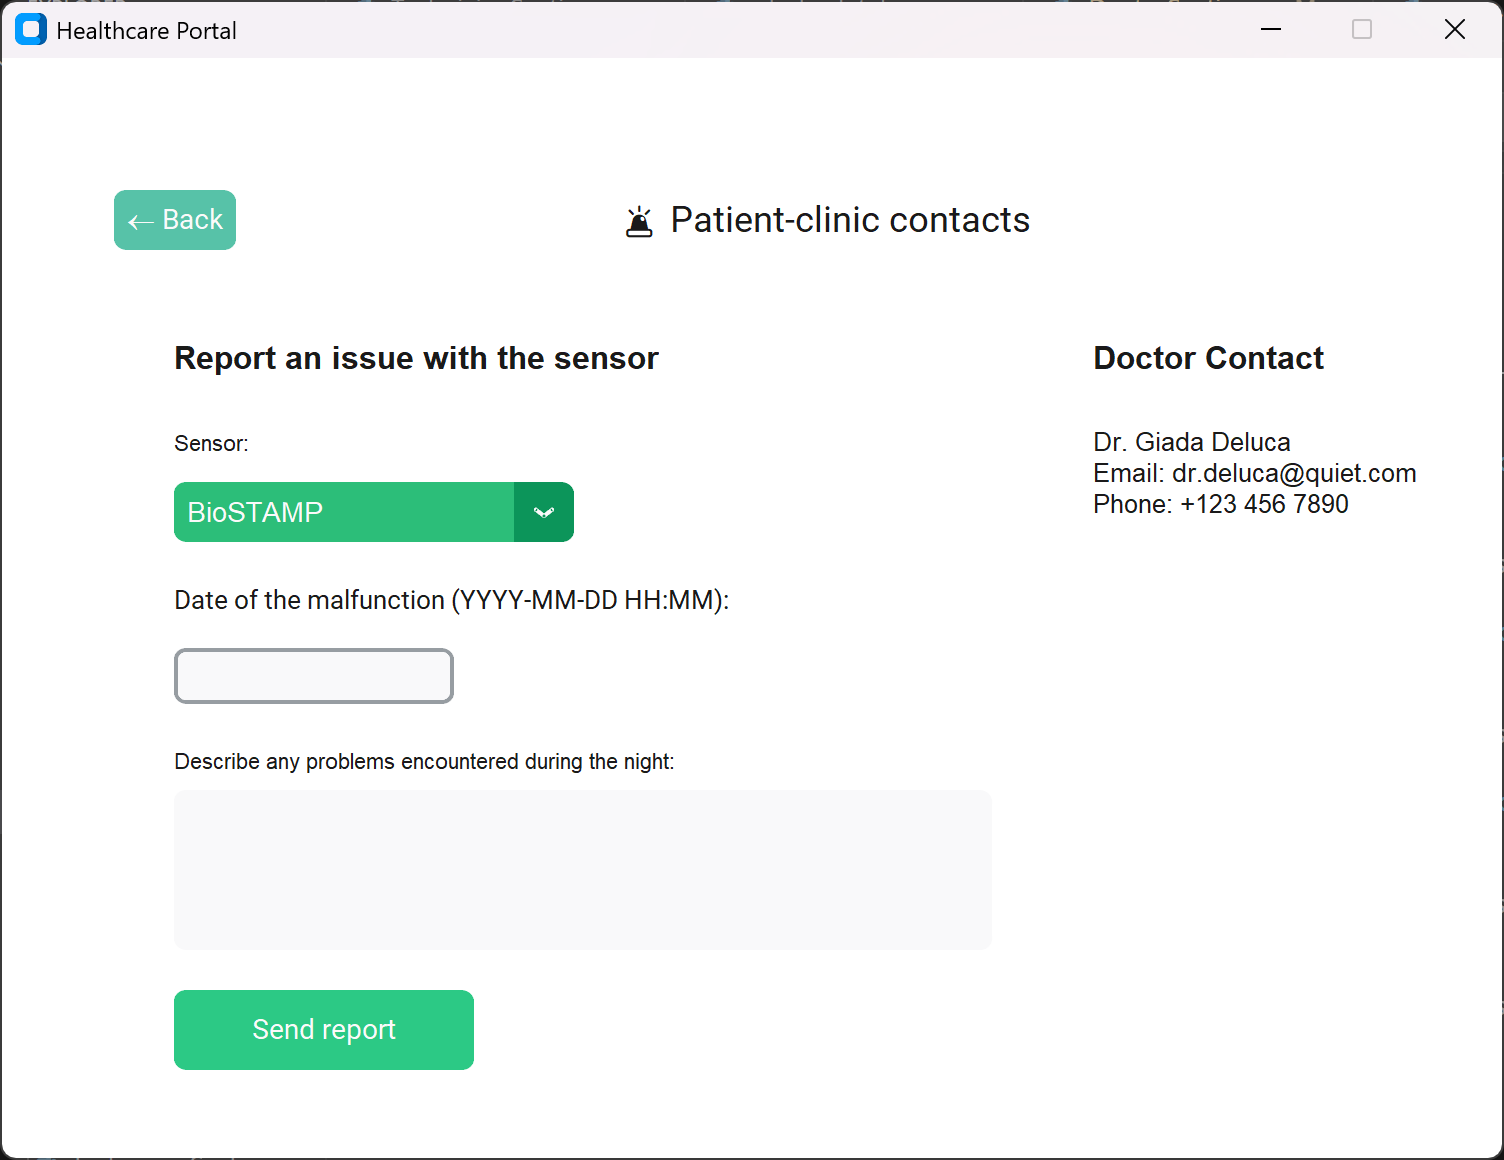 Healthcare Portal
← Back
Patient-clinic contacts
Report an issue with the sensor
Sensor:
BioSTAMP
Date of the malfunction (YYYY-MM-DD HH:MM):
Describe any problems encountered during the night:
Send report
Doctor Contact
Dr. Giada Deluca
Email: dr.deluca@quiet.com
Phone: +123 456 7890